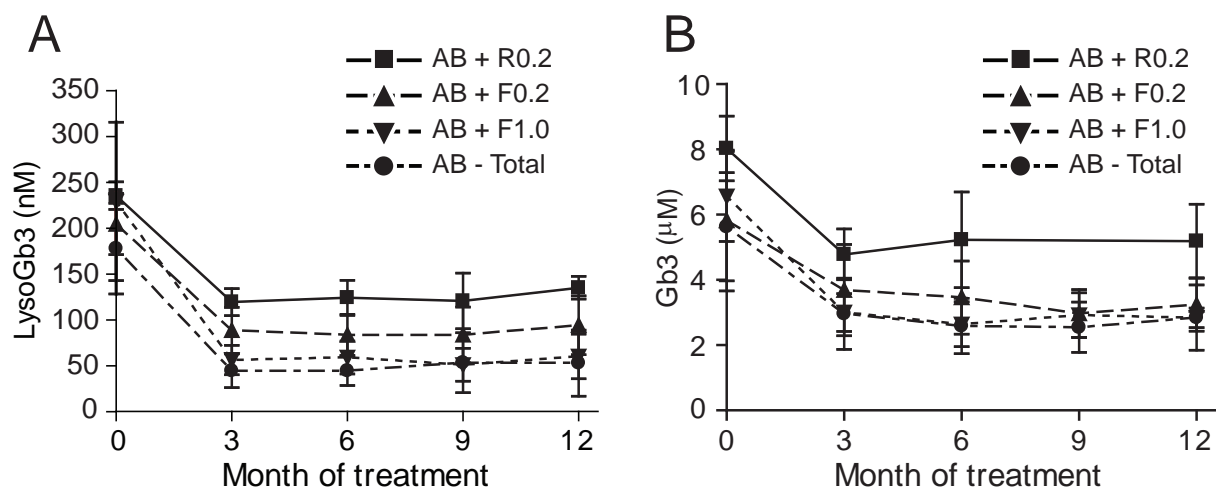 A
AB + R0.2
AB + F0.2
AB + F1.0
AB - Total
350
300
250
200
150
100
50
0
LysoGb3 (nM)
0 3 6 9 12
Month of treatment
B
AB + R0.2
AB + F0.2
AB + F1.0
AB - Total
10
8
6
4
2
0
Gb3 (μM)
0 3 6 9 12
Month of treatment